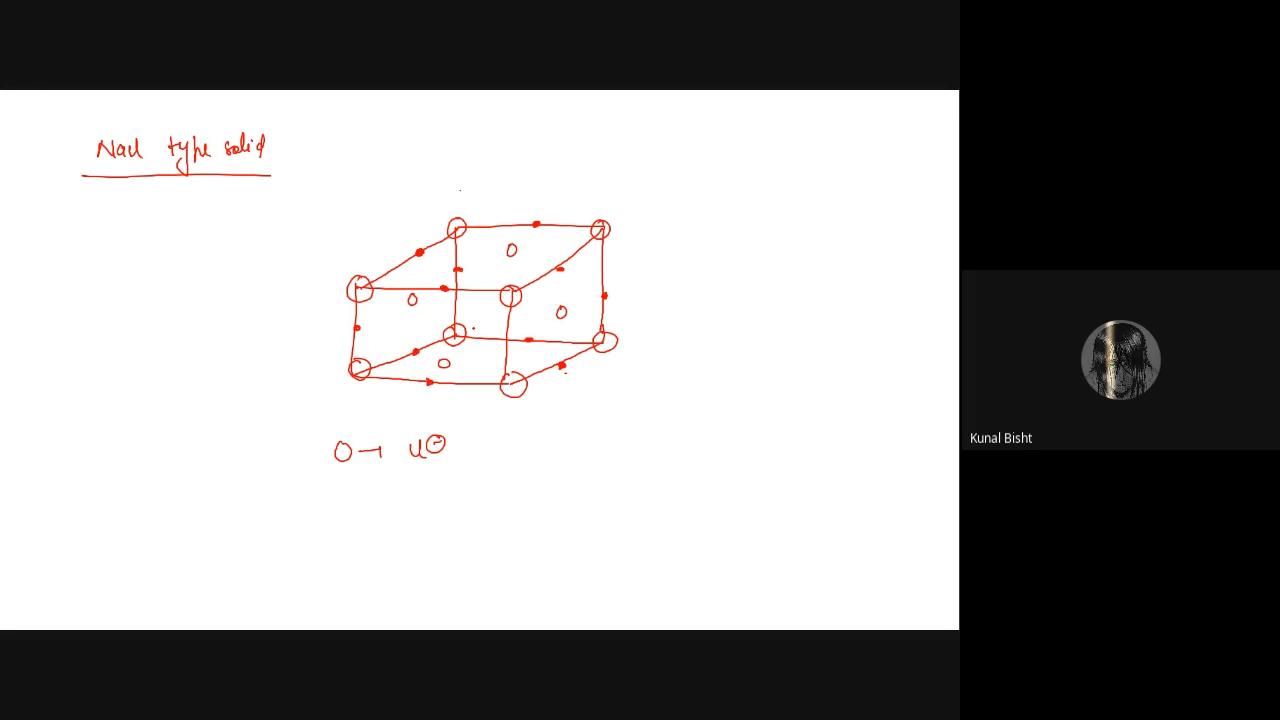 NaCl type solid
O → Cl⊖
Kunal Bisht